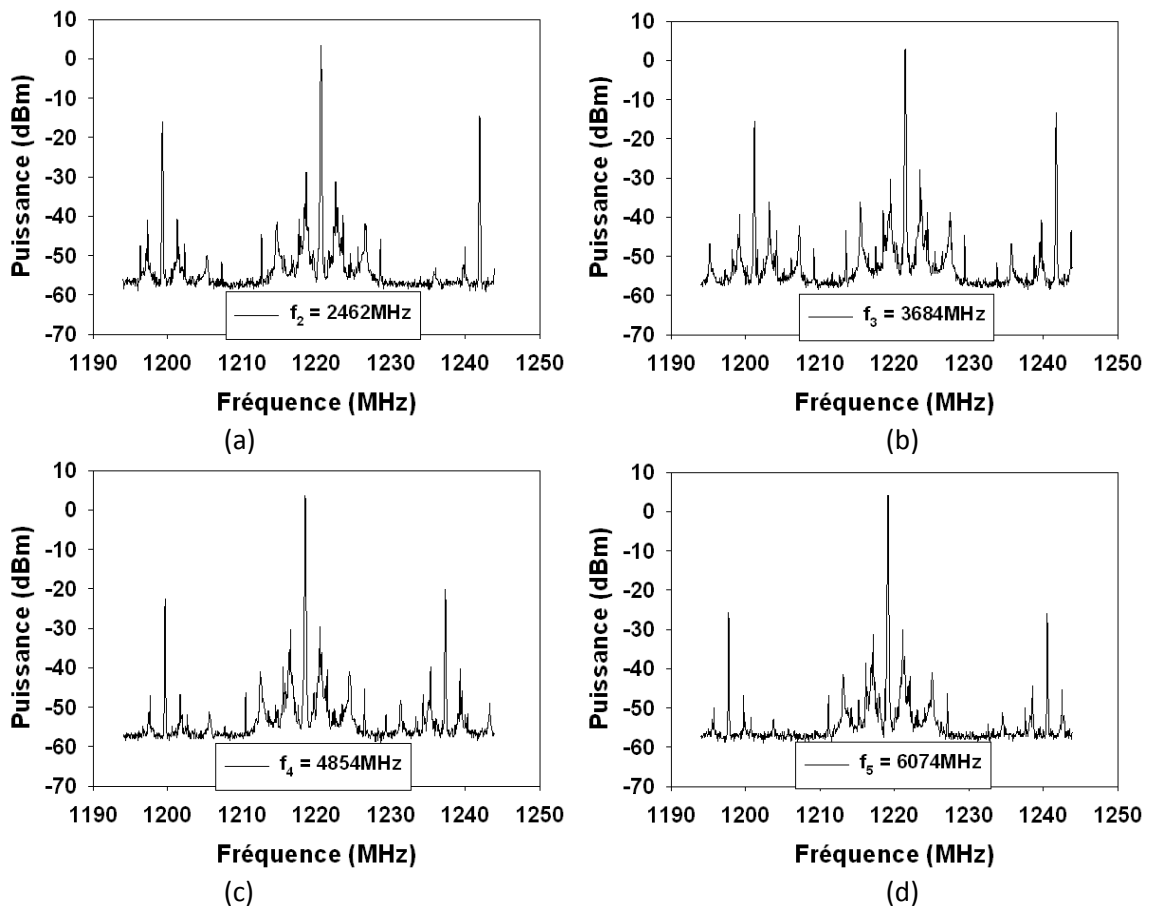 10
0
-10
-20
-30
-40
-50
-60
-70
Puissance (dBm)
f2 = 2462MHz
1190 1200 1210 1220 1230 1240 1250
Fréquence (MHz)
(a)
10
0
-10
-20
-30
-40
-50
-60
-70
Puissance (dBm)
f3 = 3684MHz
1190 1200 1210 1220 1230 1240 1250
Fréquence (MHz)
(b)
10
0
-10
-20
-30
-40
-50
-60
-70
Puissance (dBm)
f4 = 4854MHz
1190 1200 1210 1220 1230 1240 1250
Fréquence (MHz)
(c)
10
0
-10
-20
-30
-40
-50
-60
-70
Puissance (dBm)
f5 = 6074MHz
1190 1200 1210 1220 1230 1240 1250
Fréquence (MHz)
(d)